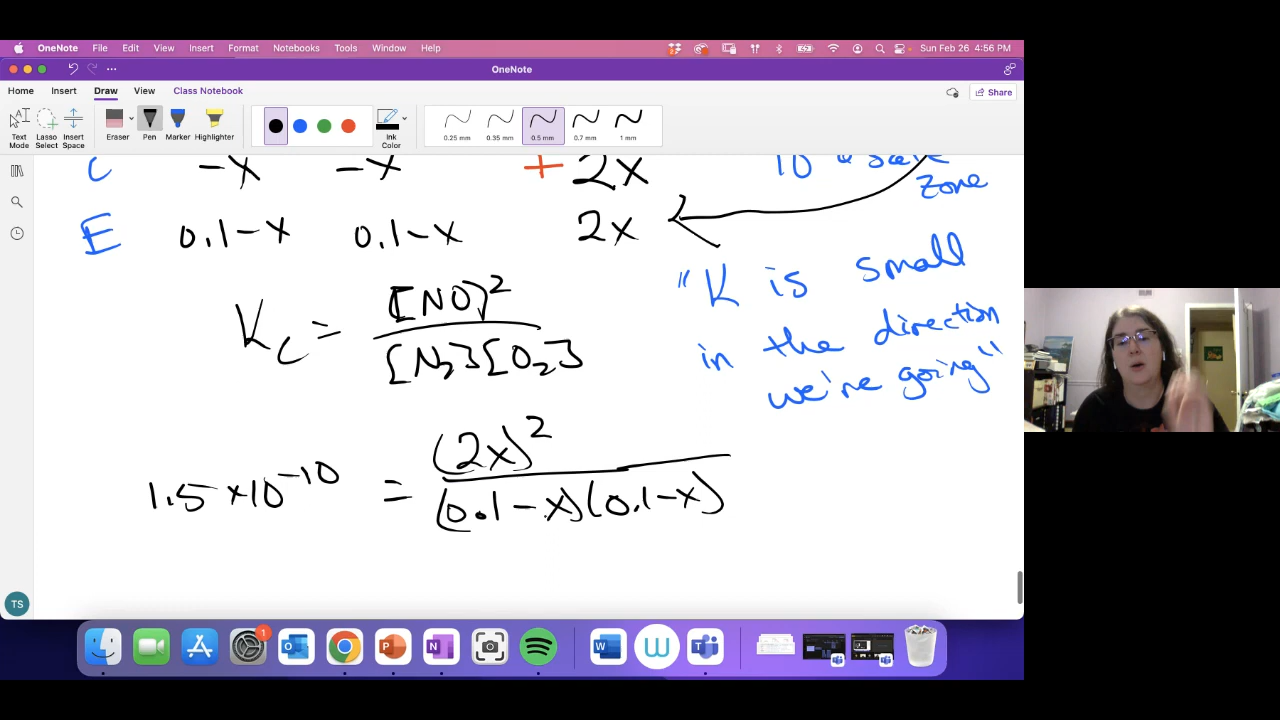 OneNote File Edit View Insert Format Notebooks Tools Window Help Sun Feb 26 4:56 PM
OneNote
Home Insert Draw View Class Notebook Share
Text Mode Lasso Select Insert Space Eraser Pen Marker Highlighter Ink Color 0.25 mm 0.35 mm 0.5 mm 0.7 mm 1 mm
C -x -x +2x
zone
E 0.1-x 0.1-x 2x
"K is small
in the direction
we're going"
Kc = [NO]² / [N₂][O₂]
1.5 ×10⁻¹⁰ = (2x)² / (0.1-x)(0.1-x)
TS
1